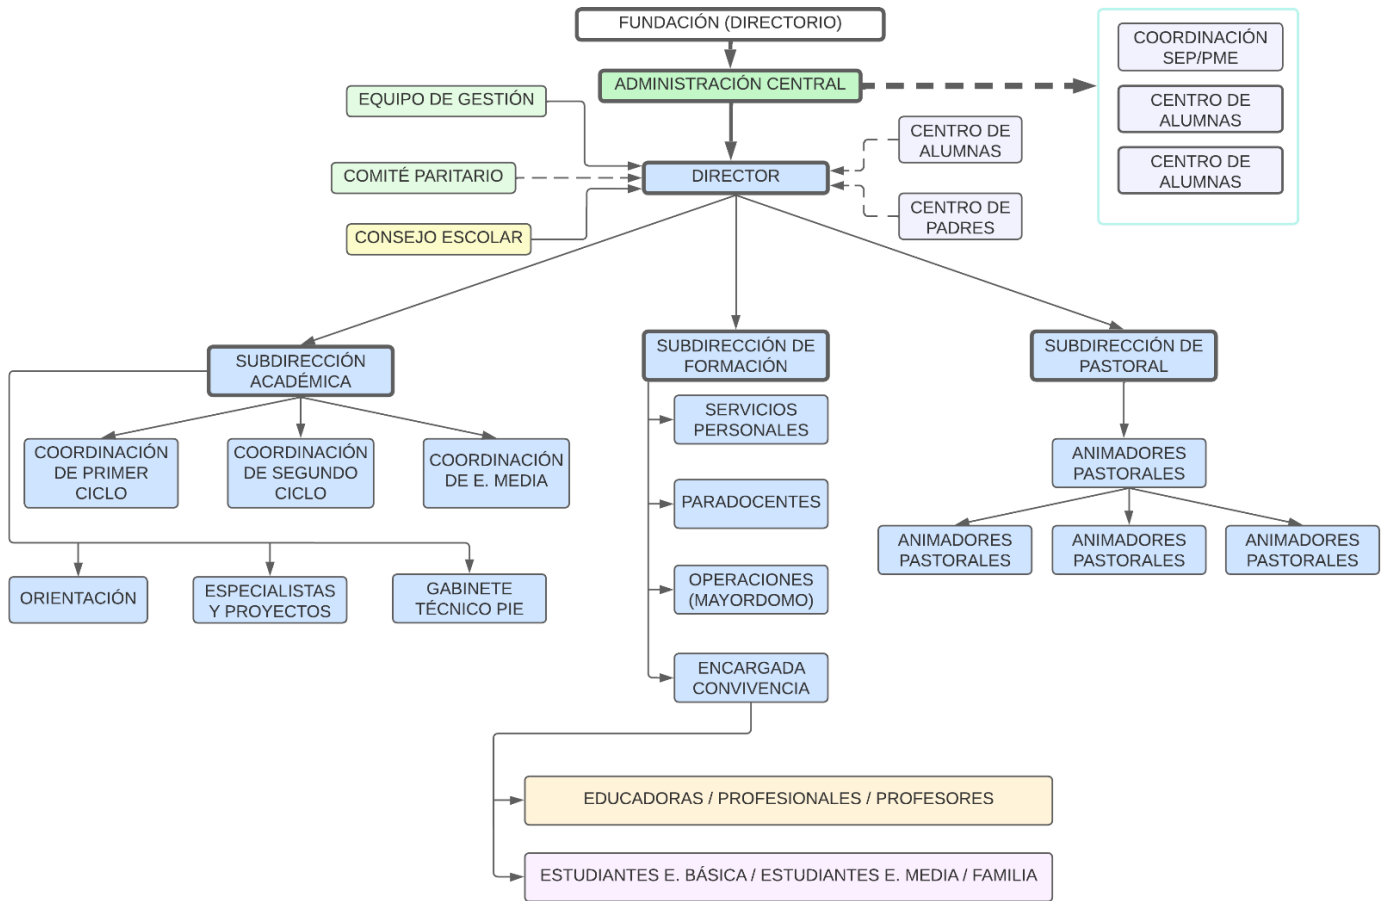 FUNDACIÓN (DIRECTORIO)
ADMINISTRACIÓN CENTRAL
COORDINACIÓN
SEP/PME
CENTRO DE
ALUMNAS
CENTRO DE
ALUMNAS
EQUIPO DE GESTIÓN
COMITÉ PARITARIO
CONSEJO ESCOLAR
DIRECTOR
CENTRO DE
ALUMNAS
CENTRO DE
PADRES
SUBDIRECCIÓN
ACADÉMICA
SUBDIRECCIÓN DE
FORMACIÓN
SUBDIRECCIÓN DE
PASTORAL
COORDINACIÓN
DE PRIMER
CICLO
COORDINACIÓN
DE SEGUNDO
CICLO
COORDINACIÓN
DE E. MEDIA
ORIENTACIÓN
ESPECIALISTAS
Y PROYECTOS
GABINETE
TÉCNICO PIE
SERVICIOS
PERSONALES
PARADOCENTES
OPERACIONES
(MAYORDOMO)
ENCARGADA
CONVIVENCIA
ANIMADORES
PASTORALES
ANIMADORES
PASTORALES
ANIMADORES
PASTORALES
ANIMADORES
PASTORALES
EDUCADORAS / PROFESIONALES / PROFESORES
ESTUDIANTES E. BÁSICA / ESTUDIANTES E. MEDIA / FAMILIA